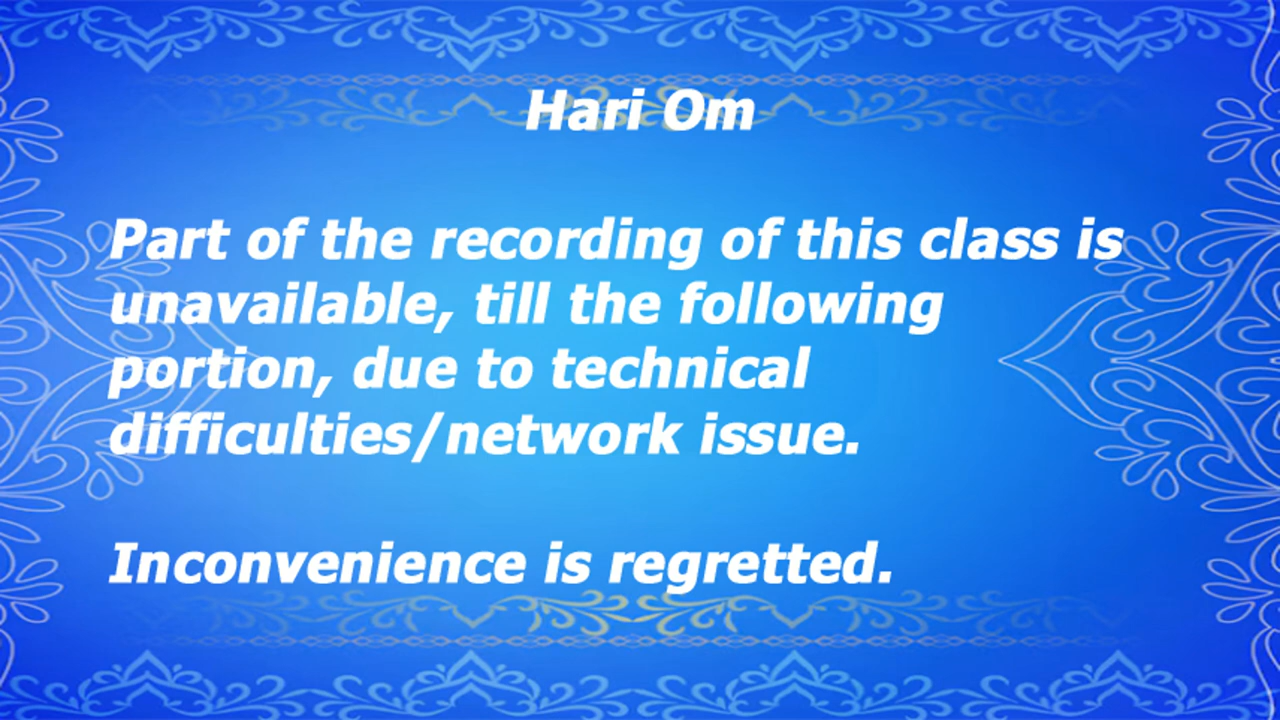 Hari Om
Part of the recording of this class is
unavailable, till the following
portion, due to technical
difficulties/network issue.
Inconvenience is regretted.